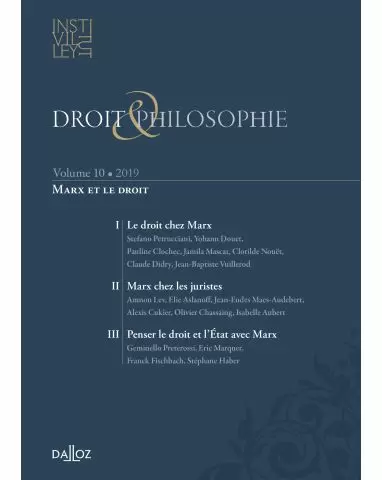 INSTI
TUT
VIL
LEY
DROIT & PHILOSOPHIE
Volume 10 • 2019
MARX ET LE DROIT
I Le droit chez Marx
Stefano Petrucciani, Yohann Douet,
Pauline Clochec, Jamila Mascat, Clotilde Nouët,
Claude Didry, Jean-Baptiste Vuillerod
II Marx chez les juristes
Amnon Lev, Elie Aslanoff, Jean-Eudes Maes-Audebert,
Alexis Cukier, Olivier Chassaing, Isabelle Aubert
III Penser le droit et l'État avec Marx
Geminello Preterossi, Eric Marquer,
Franck Fischbach, Stéphane Haber
DALLOZ